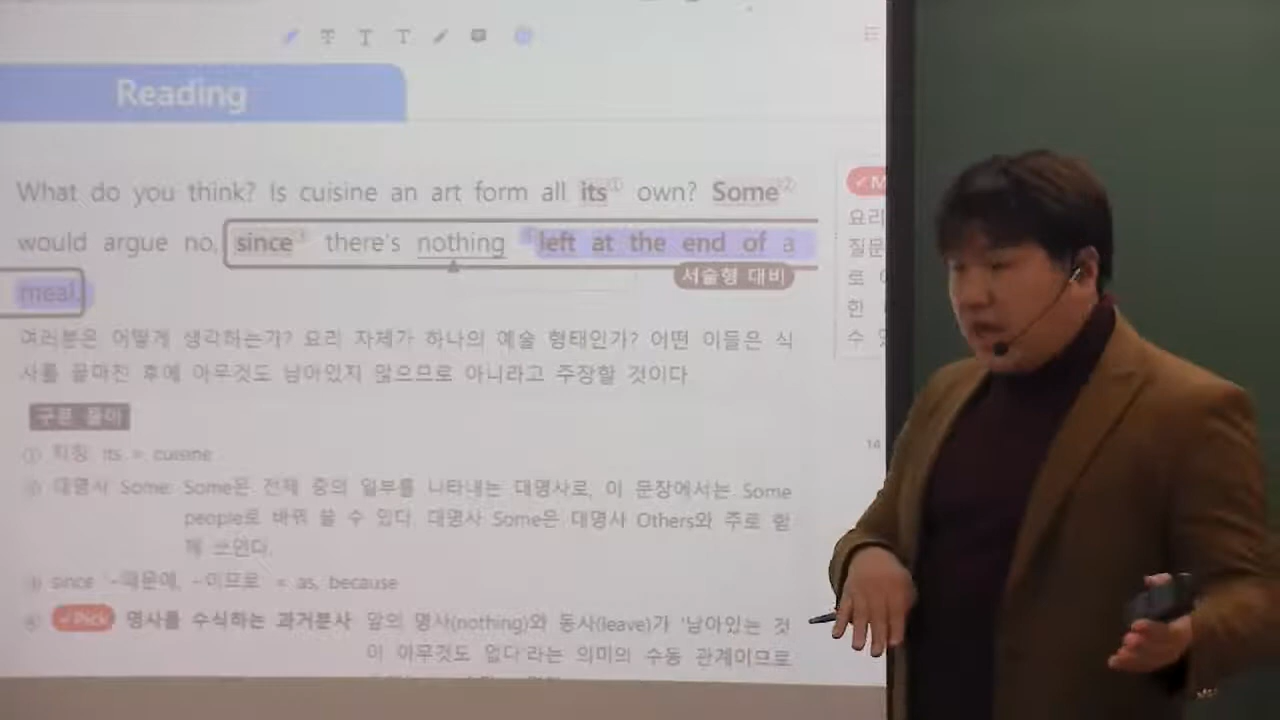 Reading
What do you think? Is cuisine an art form all its① own? Some②
would argue no, since there's nothing left at the end of a
서술형 대비
meal.
여러분은 어떻게 생각하는가? 요리 자체가 하나의 예술 형태인가? 어떤 이들은 식
사를 끝마친 후에 아무것도 남아있지 않으므로 아니라고 주장할 것이다
구문 풀이
① its = cuisine
② 대명사 Some: Some은 전체 중의 일부를 나타내는 대명사로, 이 문장에서는 Some
people로 바꿔 쓸 수 있다. 대명사 Some은 대명사 Others와 주로 함
께 쓰인다.
③ since '~때문에, ~이므로' = as, because
④ ✓Pick 명사를 수식하는 과거분사 앞의 명사(nothing)와 동사(leave)가 '남아있는 것
이 아무것도 없다'라는 의미의 수동 관계이므로
✓M
요리
질문
로
한
수
14